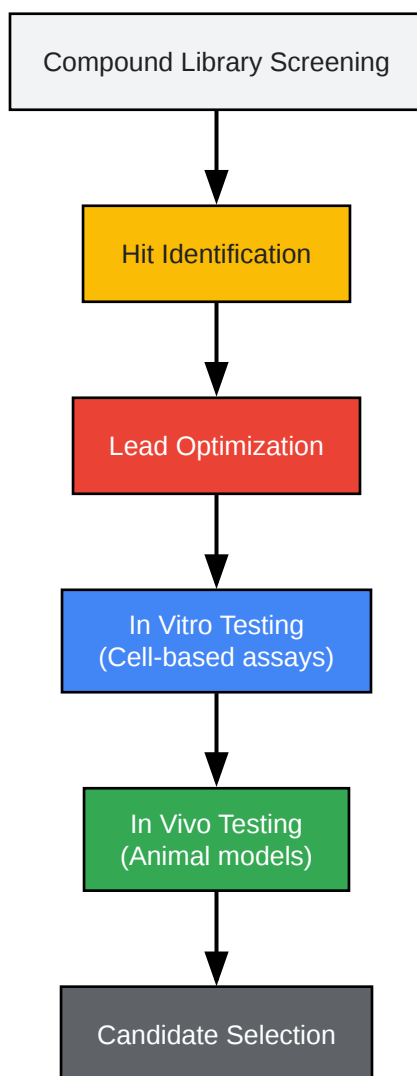 Compound Library Screening
Hit Identification
Lead Optimization
In Vitro Testing
(Cell-based assays)
In Vivo Testing
(Animal models)
Candidate Selection